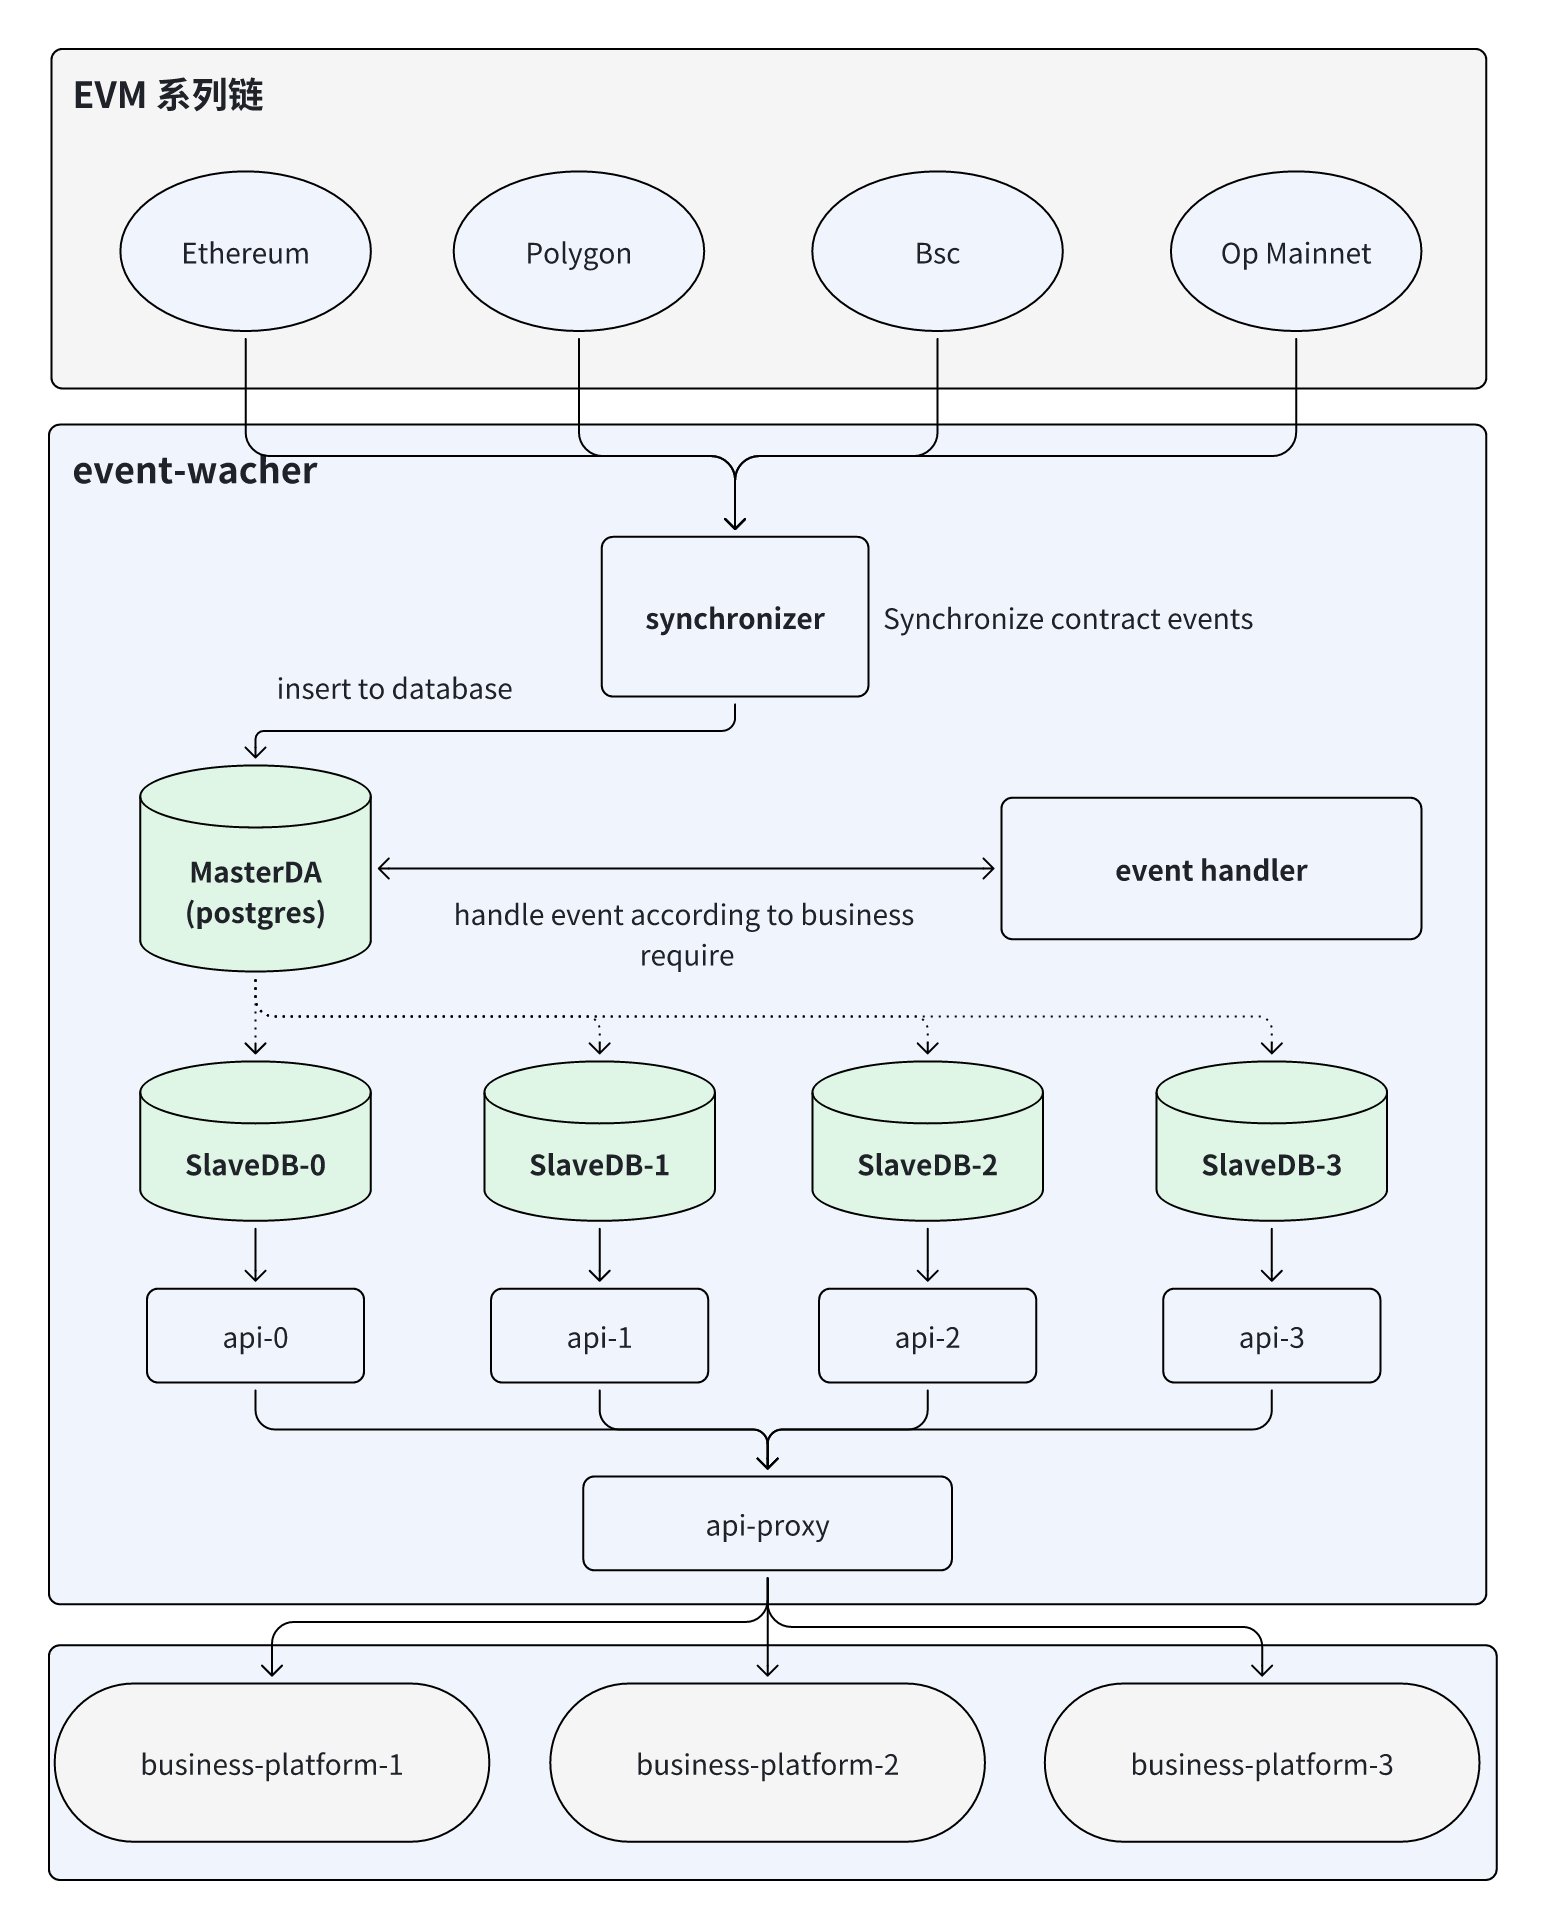 EVM 系列链
Ethereum
Polygon
Bsc
Op Mainnet
event-wacher
synchronizer
Synchronize contract events
insert to database
MasterDA
(postgres)
event handler
handle event according to business
require
SlaveDB-0
SlaveDB-1
SlaveDB-2
SlaveDB-3
api-0
api-1
api-2
api-3
api-proxy
business-platform-1
business-platform-2
business-platform-3